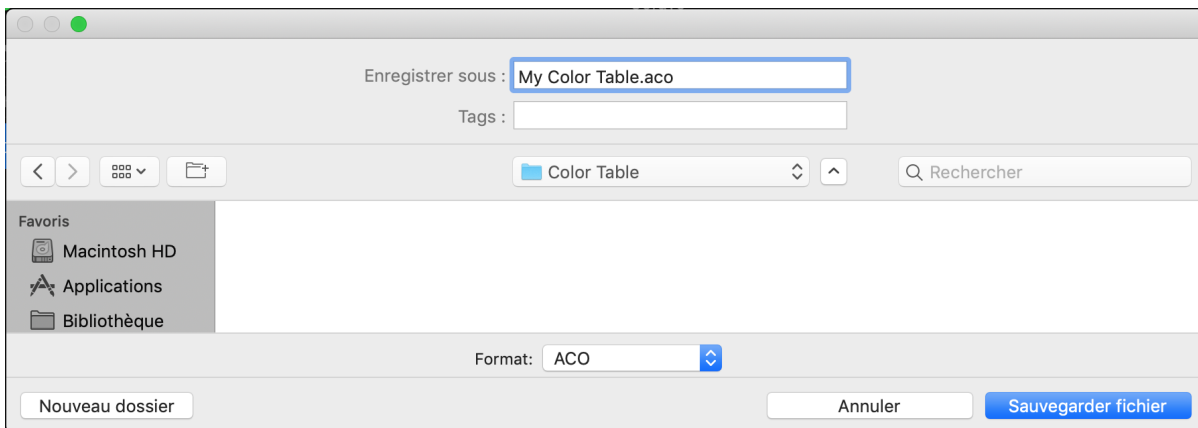 Enregistrer sous : My Color Table.aco
Tags :
Color Table
Rechercher
Favoris
Macintosh HD
Applications
Bibliothèque
Format: ACO
Nouveau dossier Annuler Sauvegarder fichier